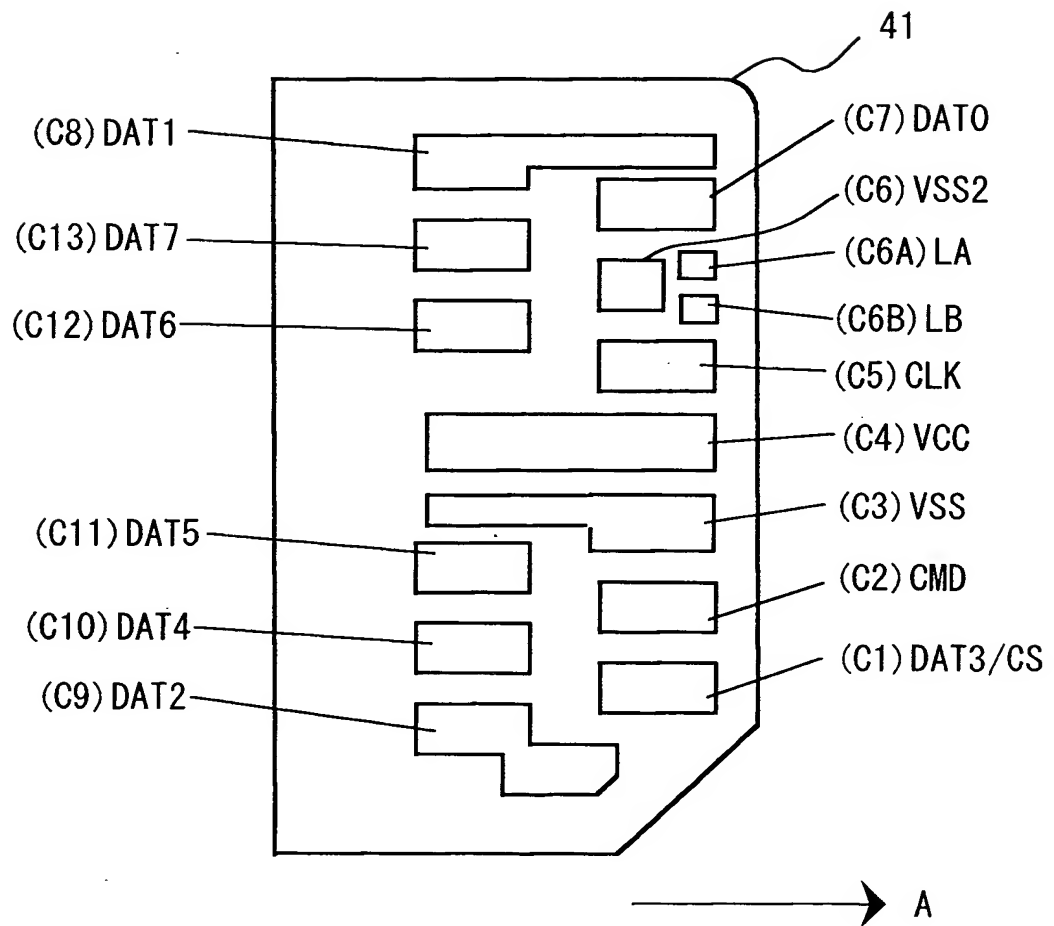 41
(C8)DAT1
(C7)DAT0
(C6)VSS2
(C13)DAT7
(C6A)LA
(C12)DAT6
(C6B)LB
(C5)CLK
(C4)VCC
(C3)VSS
(C11)DAT5
(C2)CMD
(C10)DAT4
(C1)DAT3/CS
(C9)DAT2
A